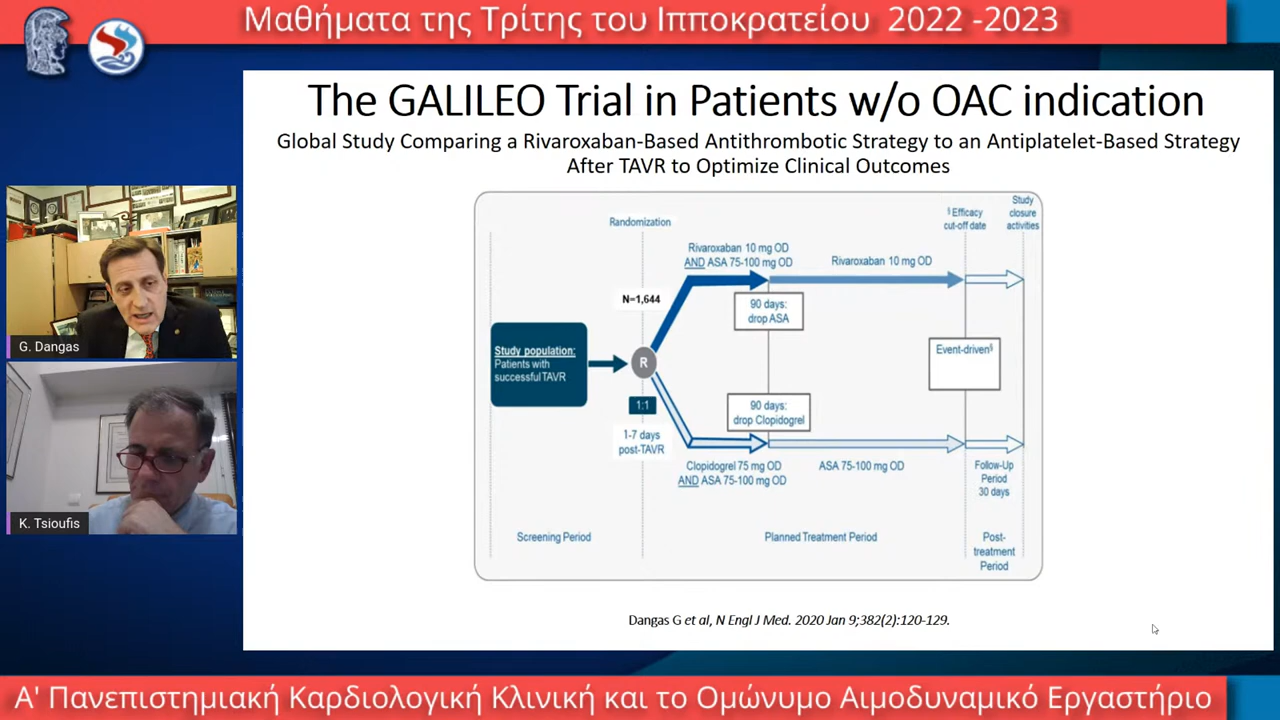 Μαθήματα της Τρίτης του Ιπποκρατείου 2022 -2023
The GALILEO Trial in Patients w/o OAC indication
Global Study Comparing a Rivaroxaban-Based Antithrombotic Strategy to an Antiplatelet-Based Strategy
After TAVR to Optimize Clinical Outcomes
Randomization
§ Efficacy
cut-off date
Study
closure
activities
Rivaroxaban 10 mg OD
AND ASA 75-100 mg OD
Rivaroxaban 10 mg OD
N=1,644
90 days:
drop ASA
Study population:
Patients with
successful TAVR
R
Event-driven§
1:1
1-7 days
post-TAVR
90 days:
drop Clopidogrel
Clopidogrel 75 mg OD
AND ASA 75-100 mg OD
ASA 75-100 mg OD
Follow-Up
Period
30 days
Screening Period
Planned Treatment Period
Post-
treatment
Period
Dangas G et al, N Engl J Med. 2020 Jan 9;382(2):120-129.
G. Dangas
K. Tsioufis
Α' Πανεπιστημιακή Καρδιολογική Κλινική και το Ομώνυμο Αιμοδυναμικό Εργαστήριο